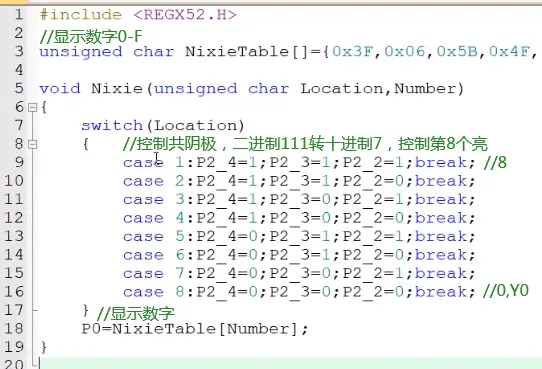 1 #include <REGX52.H>
2 //显示数字0-F
3 unsigned char NixieTable[]={0x3F,0x06,0x5B,0x4F,
4
5 void Nixie(unsigned char Location,Number)
6 {
7 switch(Location)
8 { //控制共阴极，二进制111转十进制7，控制第8个亮
9 case 1:P2_4=1;P2_3=1;P2_2=1;break; //8
10 case 2:P2_4=1;P2_3=1;P2_2=0;break;
11 case 3:P2_4=1;P2_3=0;P2_2=1;break;
12 case 4:P2_4=1;P2_3=0;P2_2=0;break;
13 case 5:P2_4=0;P2_3=1;P2_2=1;break;
14 case 6:P2_4=0;P2_3=1;P2_2=0;break;
15 case 7:P2_4=0;P2_3=0;P2_2=1;break;
16 case 8:P2_4=0;P2_3=0;P2_2=0;break; //0,Y0
17 } //显示数字
18 P0=NixieTable[Number];
19 }
20